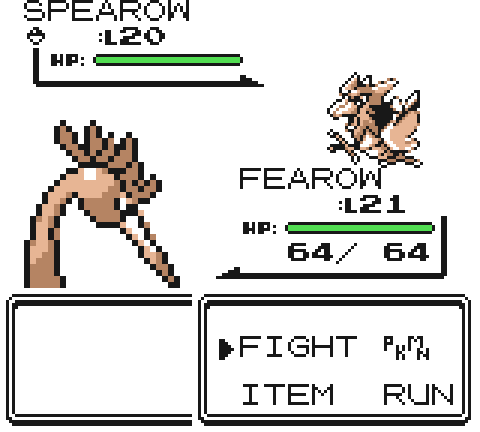 SPEAROW
:L20
HP:
FEAROW
:L21
HP:
64/ 64
▶FIGHT PKMN
ITEM RUN